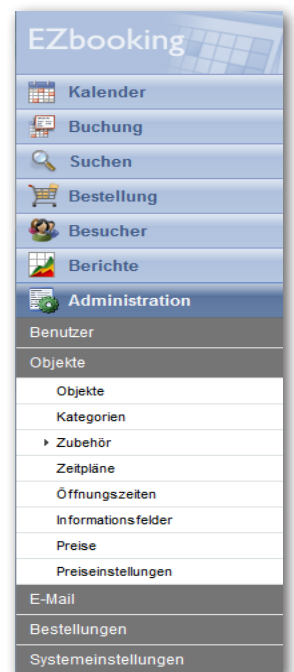 EZbooking
Kalender
Buchung
Suchen
Bestellung
Besucher
Berichte
Administration
Benutzer
Objekte
Objekte
Kategorien
Zubehör
Zeitpläne
Öffnungszeiten
Informationsfelder
Preise
Preiseinstellungen
E-Mail
Bestellungen
Systemeinstellungen